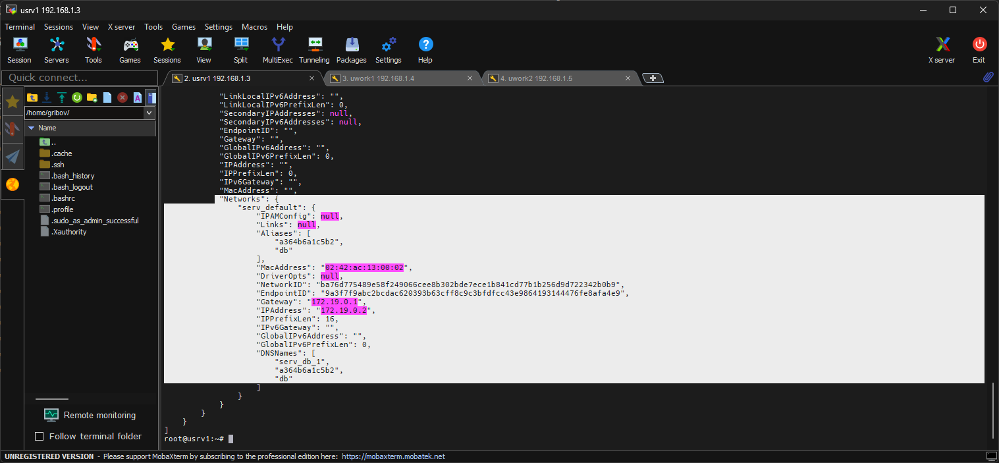 usrv1 192.168.1.3
Terminal Sessions View X server Tools Games Settings Macros Help
Session Servers Tools Games Sessions View Split MultiExec Tunneling Packages Settings Help X server Exit
Quick connect...
2. usrv1 192.168.1.3
3. uwork1 192.168.1.4
4. uwork2 192.168.1.5
/home/gribov/
Name
..
.cache
.ssh
.bash_history
.bash_logout
.bashrc
.profile
.sudo_as_admin_successful
.Xauthority
Remote monitoring
Follow terminal folder
"LinkLocalIPv6Address": "",
"LinkLocalIPv6PrefixLen": 0,
"SecondaryIPAddresses": null,
"SecondaryIPv6Addresses": null,
"EndpointID": "",
"Gateway": "",
"GlobalIPv6Address": "",
"GlobalIPv6PrefixLen": 0,
"IPAddress": "",
"IPPrefixLen": 0,
"IPv6Gateway": "",
"MacAddress": "",
"Networks": {
"serv_default": {
"IPAMConfig": null,
"Links": null,
"Aliases": [
"a364b6a1c5b2",
"db"
],
"MacAddress": "02:42:ac:13:00:02",
"DriverOpts": null,
"NetworkID": "ba76d775489e58f249066cee8b302bde7ece1b841cd77b1b256d9d722342b0b9",
"EndpointID": "9a3f7f9abc2bcdac620393b63cff8c9c3bfdfcc43e9864193144476fe8afa4e9",
"Gateway": "172.19.0.1",
"IPAddress": "172.19.0.2",
"IPPrefixLen": 16,
"IPv6Gateway": "",
"GlobalIPv6Address": "",
"GlobalIPv6PrefixLen": 0,
"DNSNames": [
"serv_db_1",
"a364b6a1c5b2",
"db"
]
}
}
}
}
]
root@usrv1:~#
UNREGISTERED VERSION - Please support MobaXterm by subscribing to the professional edition here: https://mobaxterm.mobatek.net